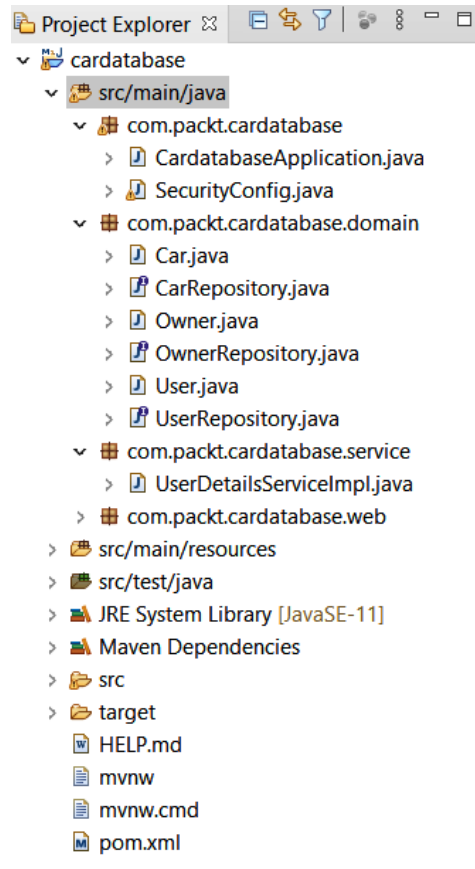 Project Explorer
cardatabase
src/main/java
com.packt.cardatabase
CardatabaseApplication.java
SecurityConfig.java
com.packt.cardatabase.domain
Car.java
CarRepository.java
Owner.java
OwnerRepository.java
User.java
UserRepository.java
com.packt.cardatabase.service
UserDetailsServiceImpl.java
com.packt.cardatabase.web
src/main/resources
src/test/java
JRE System Library [JavaSE-11]
Maven Dependencies
src
target
HELP.md
mvnw
mvnw.cmd
pom.xml